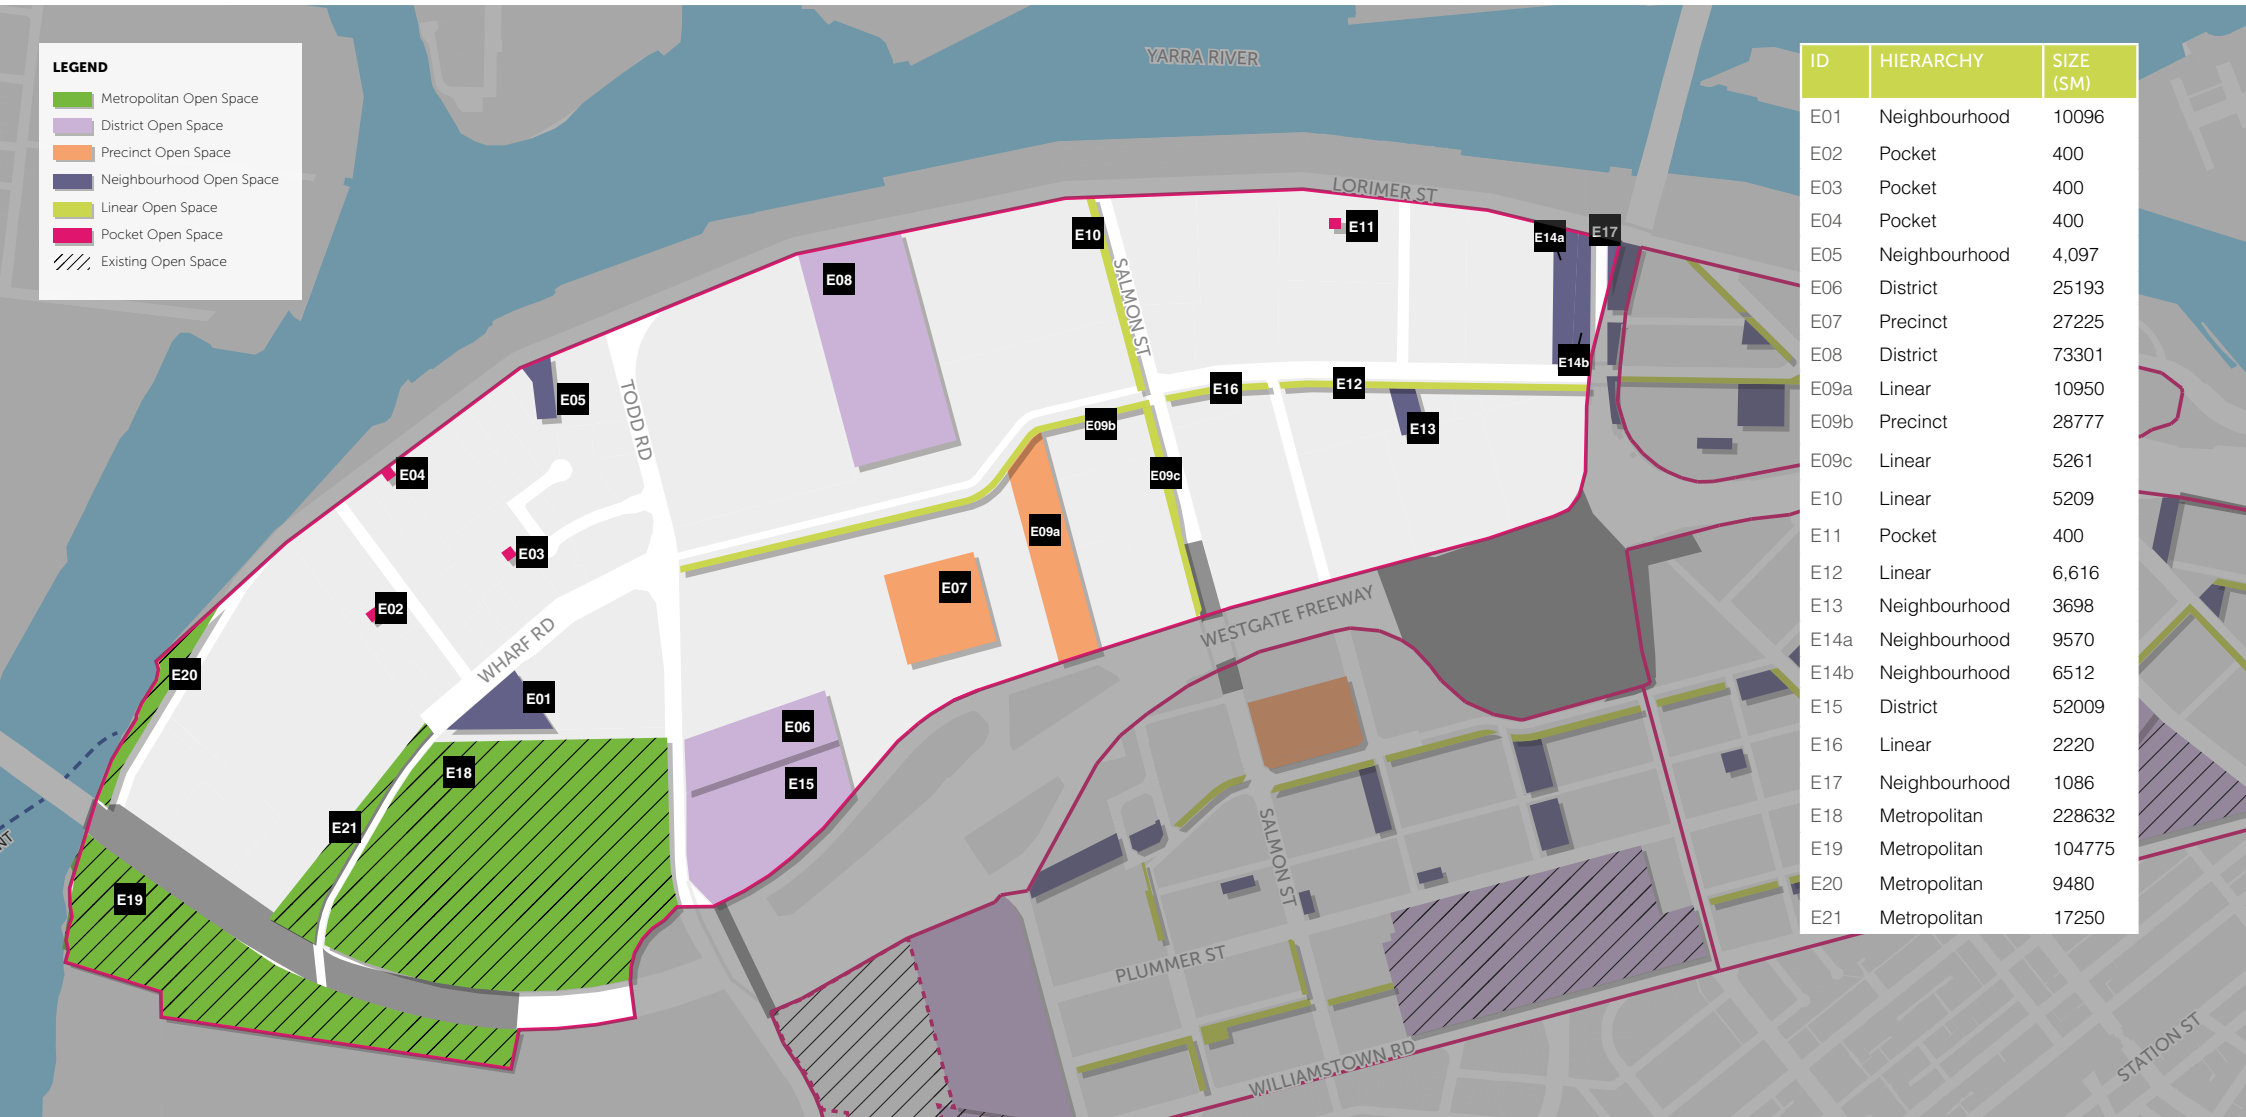 LEGEND
Metropolitan Open Space
District Open Space
Precinct Open Space
Neighbourhood Open Space
Linear Open Space
Pocket Open Space
Existing Open Space
YARRA RIVER
LORIMER ST
SALMON ST
TODD RD
WHARF RD
WESTGATE FREEWAY
SALMON ST
PLUMMER ST
WILLIAMSTOWN RD
STATION ST
NT
E10
E11
E14a
E17
E08
E14b
E16
E12
E05
E09b
E13
E04
E09c
E03
E09a
E07
E02
E20
E01
E06
E18
E15
E21
E19
ID HIERARCHY SIZE
(SM)
E01 Neighbourhood 10096
E02 Pocket 400
E03 Pocket 400
E04 Pocket 400
E05 Neighbourhood 4,097
E06 District 25193
E07 Precinct 27225
E08 District 73301
E09a Linear 10950
E09b Precinct 28777
E09c Linear 5261
E10 Linear 5209
E11 Pocket 400
E12 Linear 6,616
E13 Neighbourhood 3698
E14a Neighbourhood 9570
E14b Neighbourhood 6512
E15 District 52009
E16 Linear 2220
E17 Neighbourhood 1086
E18 Metropolitan 228632
E19 Metropolitan 104775
E20 Metropolitan 9480
E21 Metropolitan 17250